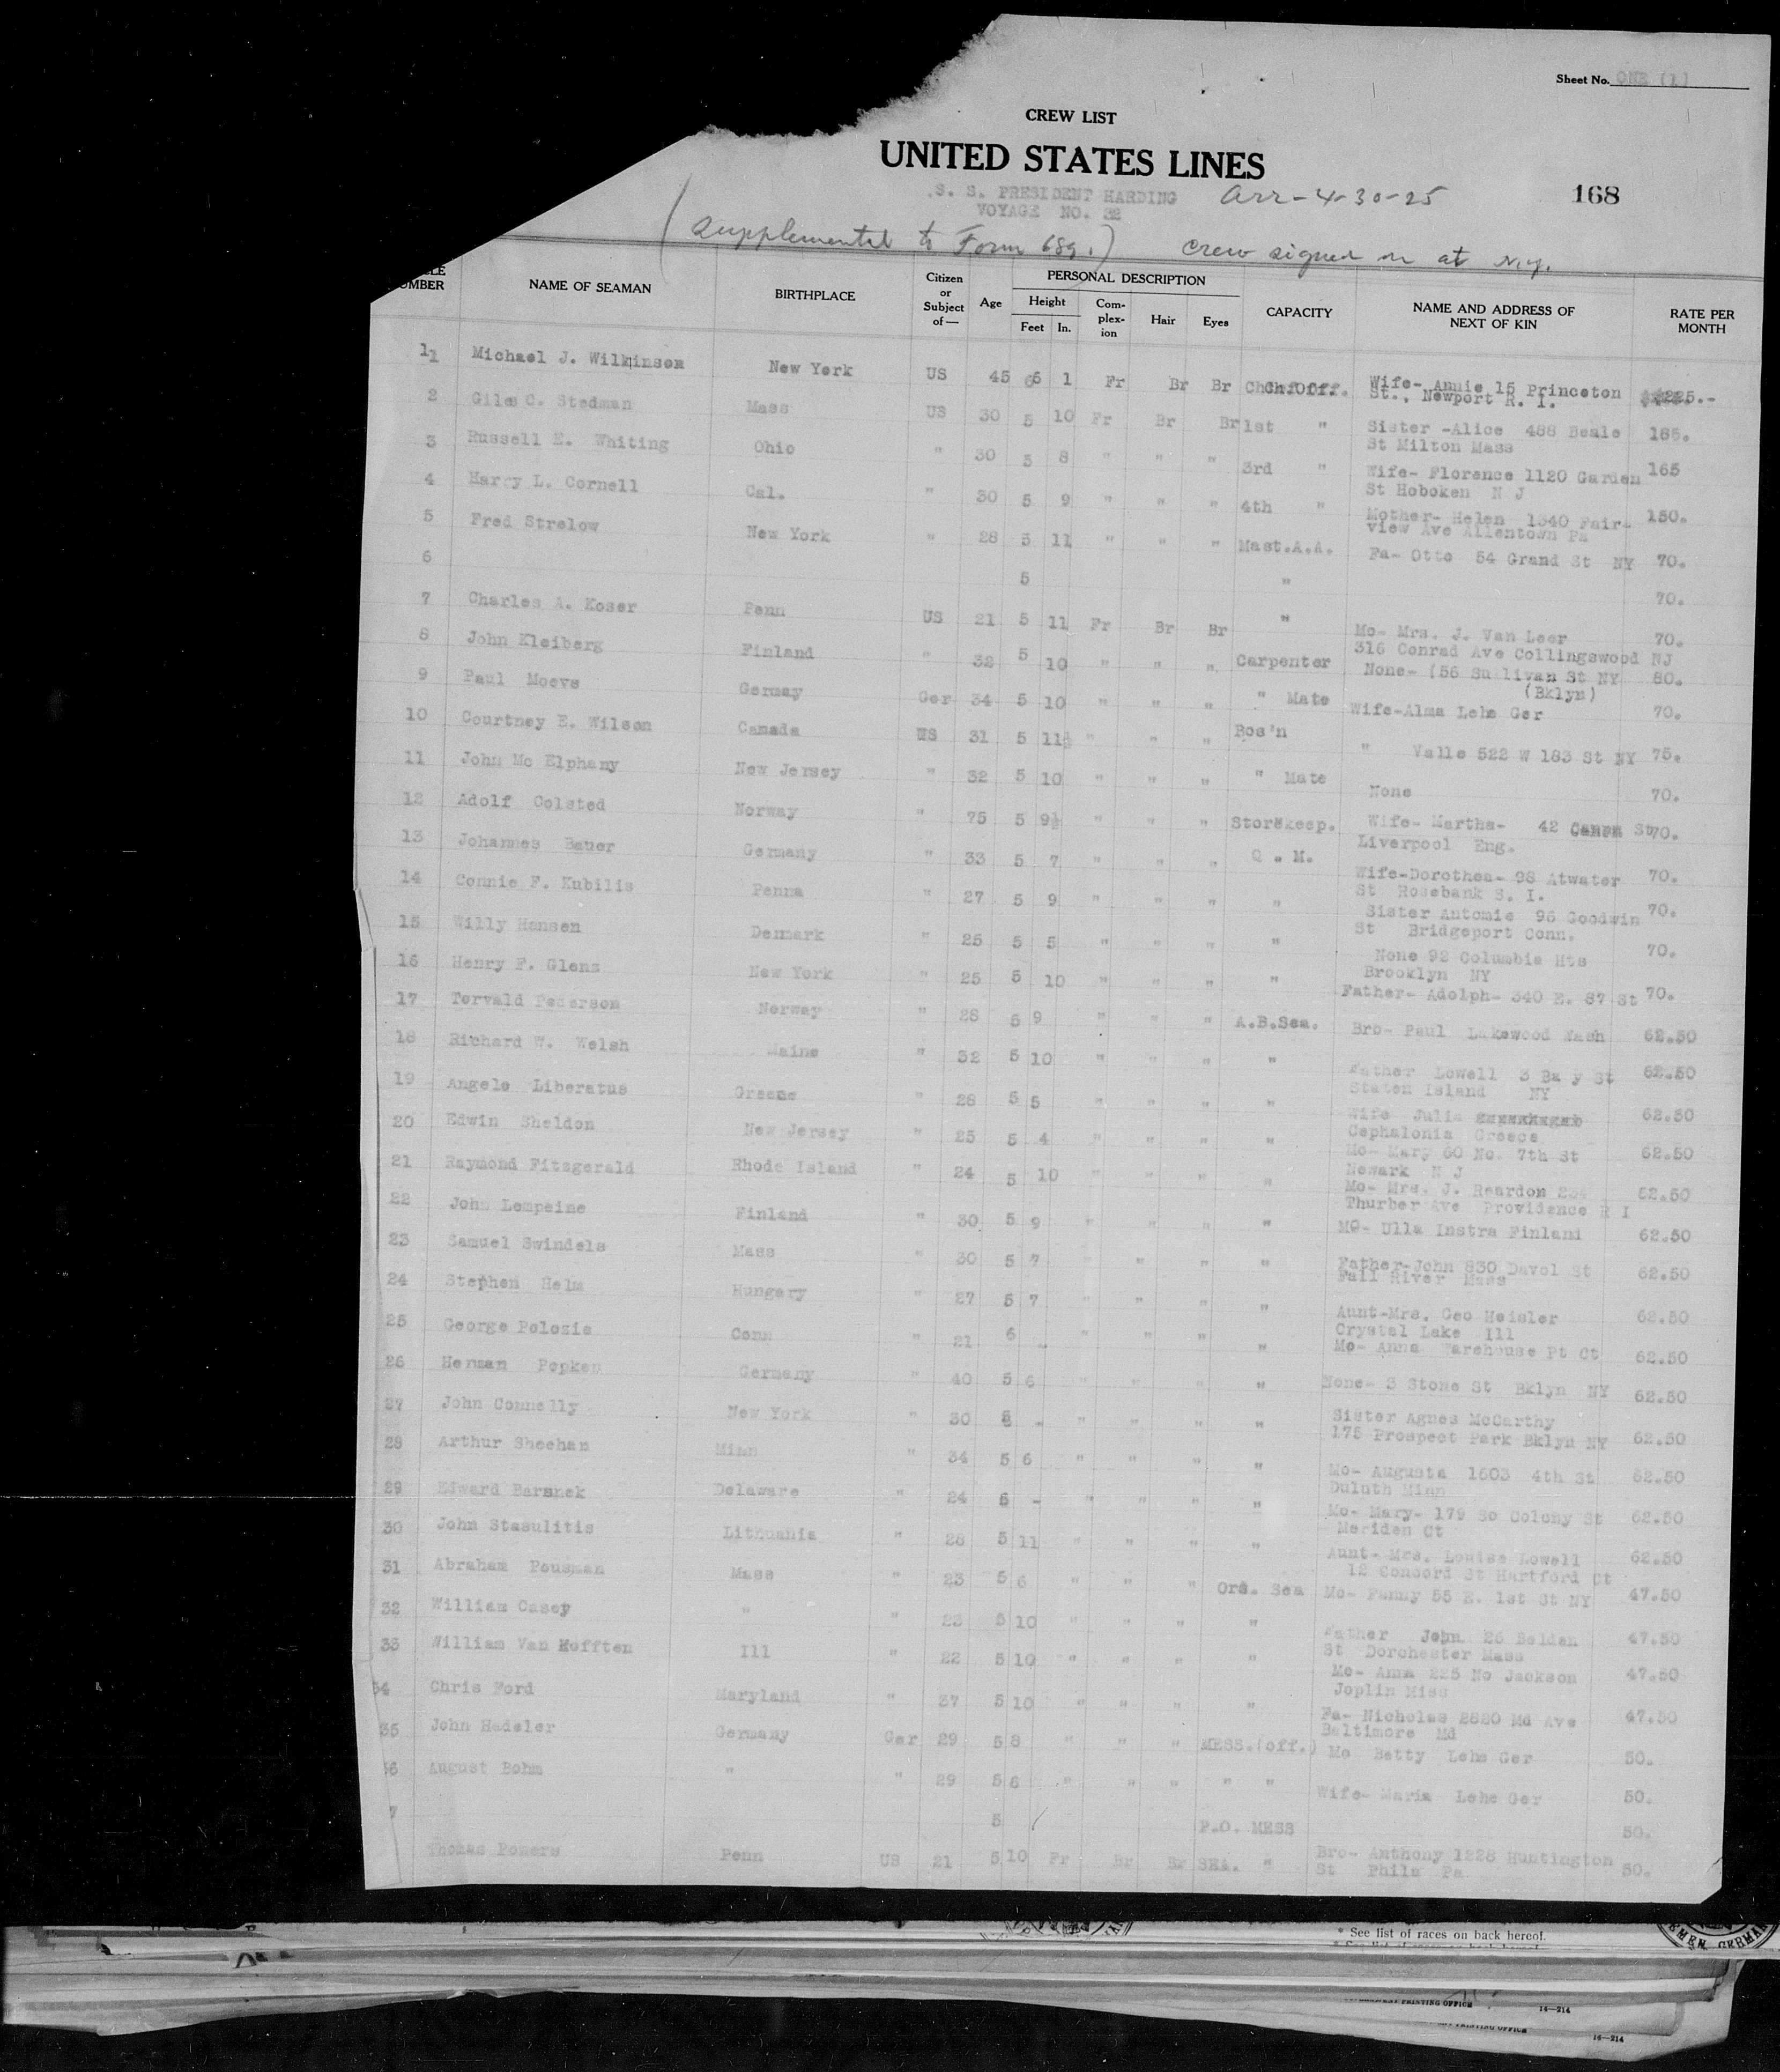 Sheet No. ONE (1)
CREW LIST
UNITED STATES LINES
S. S. PRESIDENT HARDING arr-4-30-25 168
VOYAGE NO. 32
(Supplemental to Form 689.) Crew signed on at N.Y.
NUMBER NAME OF SEAMAN BIRTHPLACE Citizen or Subject of— Age PERSONAL DESCRIPTION Height Feet In. Complexion Hair Eyes CAPACITY NAME AND ADDRESS OF NEXT OF KIN RATE PER MONTH
1 Michael J. Wilkinson New York US 45 6 1 Fr Br Br Ch.Off. Wife- Annie 15 Princeton 225.-
St., Newport R. I.
2 Giles C. Stedman Mass US 30 5 10 Fr Br Br 1st " Sister -Alice 488 Beale 185.
St Milton Mass
3 Russell E. Whiting Ohio " 30 5 8 " " " 3rd " Wife- Florence 1120 Garden 165
St Hoboken N J
4 Harry L. Cornell Cal. " 30 5 9 " " " 4th " Mother- Helen 1340 Fair- 150.
view Ave Allentown Pa
5 Fred Strelow New York " 28 5 11 " " " Mast.A.A. Fa- Otto 54 Grand St NY 70.
6 5 " 70.
7 Charles A. Koser Penn US 21 5 11 Fr Br Br " Mo- Mrs. J. Van Leer 70.
316 Conrad Ave Collingswood NJ
8 John Kleiberg Finland " 32 5 10 " " " Carpenter None- (56 Sullivan St NY 80.
(Bklyn)
9 Paul Moevs Germay Ger 34 5 10 " " " " Mate Wife-Alma Lehe Ger 70.
10 Courtney E. Wilson Canada US 31 5 11½ " " " Bos'n " Valle 522 W 183 St NY 75.
11 John Mc Elphany New Jersey " 32 5 10 " " " " Mate None 70.
12 Adolf Colsted Norway " 75 5 9½ " " " Storekeep. Wife- Martha- 42 St 70.
Liverpool Eng.
13 Johannes Bauer Germany " 33 5 7 " " " Q . M. Wife-Dorothea- 98 Atwater 70.
St Rosebank S. I.
14 Connie F. Kubilis Penna " 27 5 9 " " " " Sister Antomie 96 Goodwin 70.
St Bridgeport Conn.
15 Willy Hansen Denmark " 25 5 5 " " " " None 92 Columbia Hts 70.
Brooklyn NY
16 Henry F. Glenz New York " 25 5 10 " " " " Father- Adolph- 340 E. 87 St 70.
17 Torvald Pederson Norway " 28 5 9 " " " A.B.Sea. Bro- Paul Lakewood Wash 62.50
18 Richard W. Welsh Maine " 32 5 10 " " " " Father Lowell 3 Bay St 62.50
Staten Island NY
19 Angelo Liberatus Greece " 28 5 5 " " " " Wife Julia 62.50
Cephalonia Greece
20 Edwin Sheldon New Jersey " 25 5 4 " " " " Mo- Mary 60 No. 7th St 62.50
Newark N J
21 Raymond Fitzgerald Rhode Island " 24 5 10 " " " " Mo- Mrs. J. Reardon 62.50
Thurber Ave Providence R I
22 John Lempeine Finland " 30 5 9 " " " " Mo- Ulla Instra Finland 62.50
23 Samuel Swindels Mass " 30 5 7 " " " " Father-John 830 Davol St 62.50
Fall River Mass
24 Stephen Helm Hungary " 27 5 7 " " " " Aunt-Mrs. Geo Heisler 62.50
Crystal Lake Ill
25 George Polozie Conn " 21 6 - " " " " Mo- Anna Warehouse Pt Ct 62.50
26 Herman Popken Germany " 40 5 6 " " " " None- 3 Stone St Bklyn NY 62.50
27 John Connelly New York " 30 6 - " " " " Sister Agnes McCarthy 62.50
175 Prospect Park Bklyn NY
28 Arthur Sheehan Minn " 34 5 6 " " " " Mo- Augusta 1603 4th St 62.50
Duluth Minn
29 Edward Baranek Delaware " 24 6 - " " " " Mo- Mary- 179 So Colony St 62.50
Meriden Ct
30 John Stasulitis Lithuania " 28 5 11 " " " " Aunt- Mrs. Louise Lowell 62.50
12 Concord St Hartford Ct
31 Abraham Pousman Mass " 23 5 6 " " " Ord. Sea Mo- Fanny 55 E. 1st St NY 47.50
32 William Casey " " 23 5 10 " " " " Father John 26 Belden 47.50
St Dorchester Mass
33 William Van Hofften Ill " 22 5 10 " " " " Mo- Anna 225 No Jackson 47.50
Joplin Miss
34 Chris Ford Maryland " 37 5 10 " " " " Fa- Nicholas 2820 Md Ave 47.50
Baltimore Md
35 John Hadeler Germany Ger 29 5 8 " " " MESS.(off.) Mo Betty Lehe Ger 50.
36 August Bohm " " 29 5 6 " " " " " Wife- Maria Lehe Ger 50.
7 5 P.O. MESS 50.
Thomas Powers Penn US 21 5 10 Fr Br Br SEA. " Bro- Anthony 1228 Huntington 50.
St Phila Pa
* See list of races on back hereof.
PRINTING OFFICE 14—214
PRINTING OFFICE 14—214